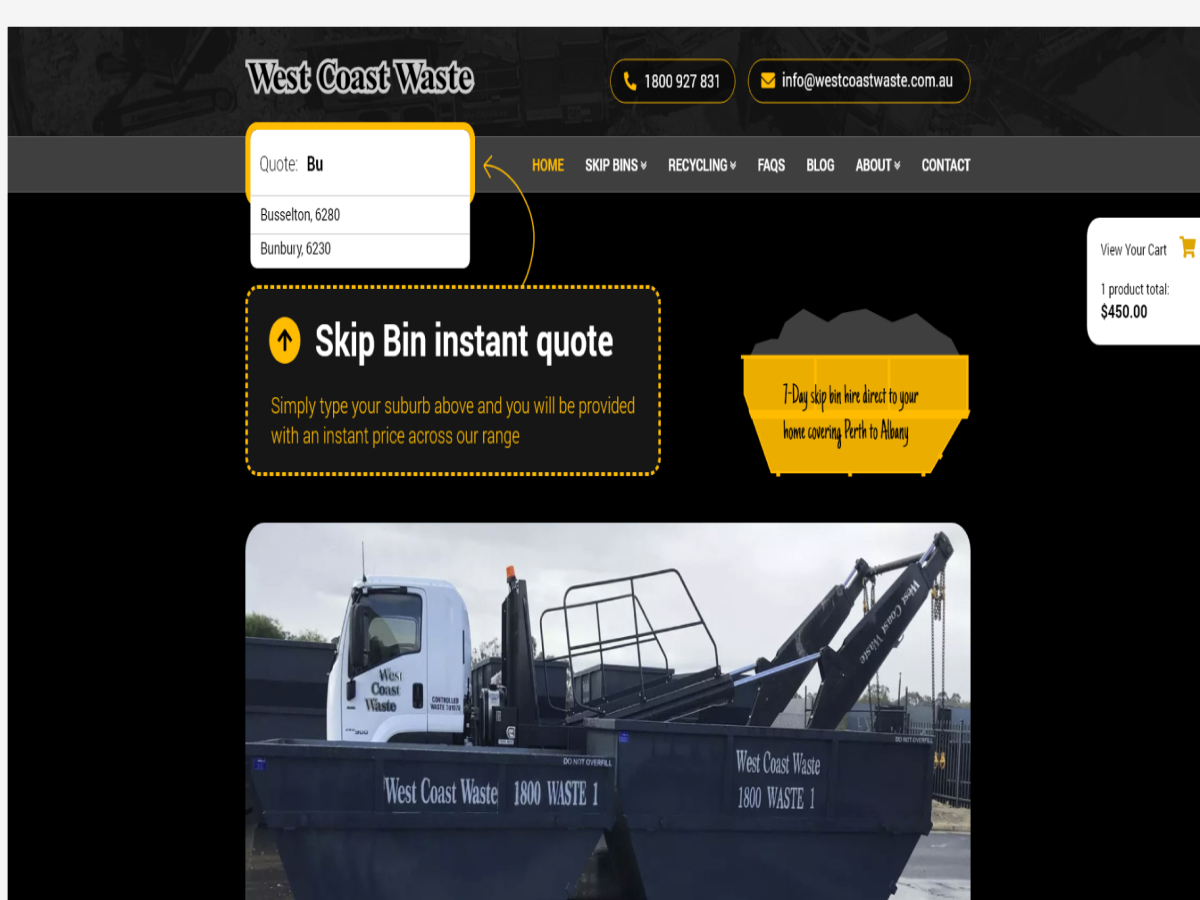 West Coast Waste
1800 927 831
info@westcoastwaste.com.au
Quote: Bu
HOME
SKIP BINS
RECYCLING
FAQS
BLOG
ABOUT
CONTACT
Busselton, 6280
Bunbury, 6230
View Your Cart
1 product total:
$450.00
Skip Bin instant quote
Simply type your suburb above and you will be provided
with an instant price across our range
7-Day skip bin hire direct to your
home covering Perth to Albany
West Coast Waste
West
Coast
Waste
CONTROLLED
DO NOT OVERFILL
DO NOT OVERFILL
West Coast Waste 1800 WASTE 1
West Coast Waste
1800 WASTE 1